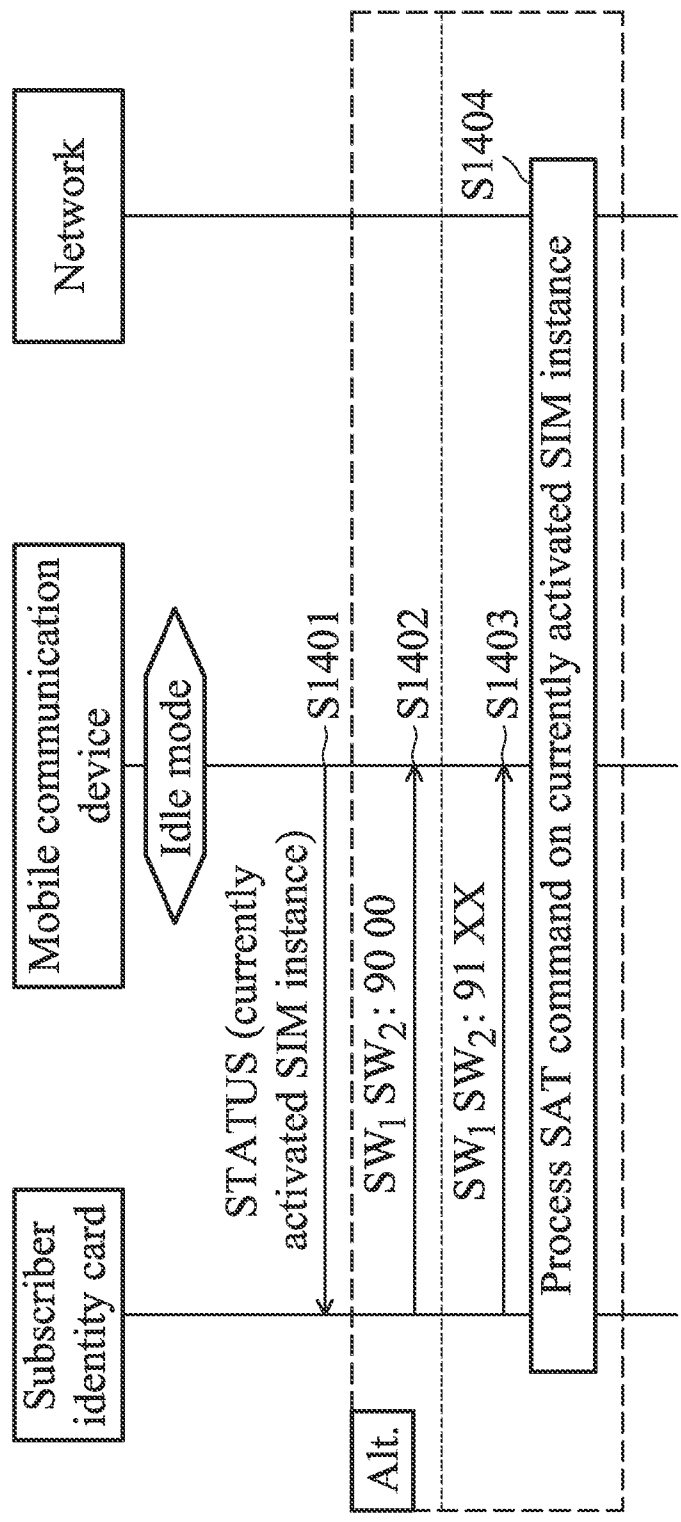 Subscriber
identity card
Mobile communication
device
Network
Idle mode
STATUS (currently
activated SIM instance)
S1401
Alt.
SW1 SW2: 90 00
S1402
SW1 SW2: 91 XX
S1403
S1404
Process SAT command on currently activated SIM instance